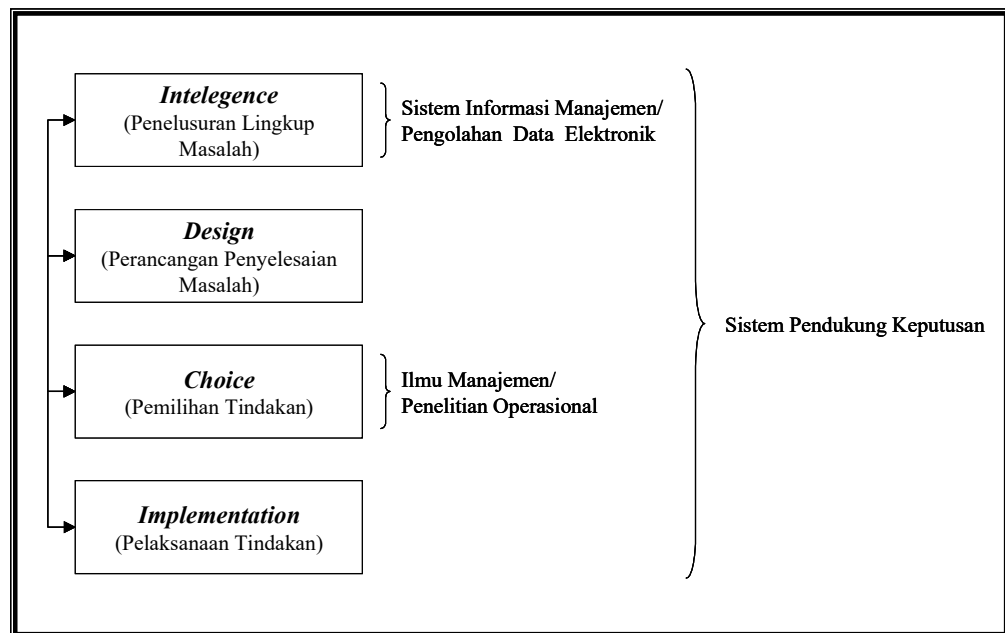 Intelegence
(Penelusuran Lingkup
Masalah)
Sistem Informasi Manajemen/
Pengolahan Data Elektronik
Design
(Perancangan Penyelesaian
Masalah)
Sistem Pendukung Keputusan
Choice
(Pemilihan Tindakan)
Ilmu Manajemen/
Penelitian Operasional
Implementation
(Pelaksanaan Tindakan)